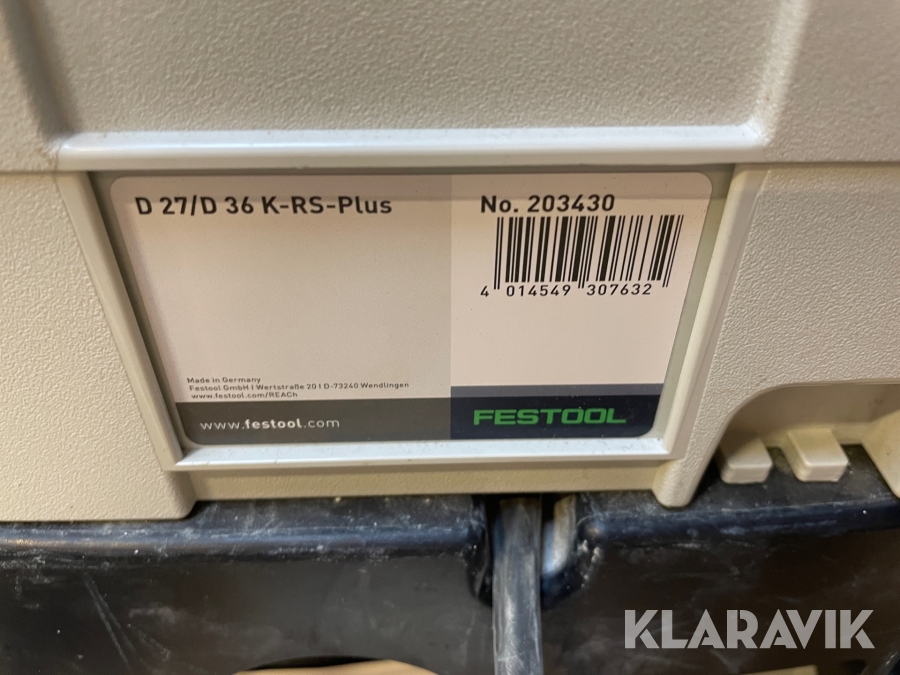 D 27/D 36 K-RS-Plus
No. 203430
4 014549 307632
Made in Germany
Festool GmbH I Wertstraße 20 I D-73240 Wendlingen
www.festool.com/REACh
www.festool.com
FESTOOL
KLARAVIK